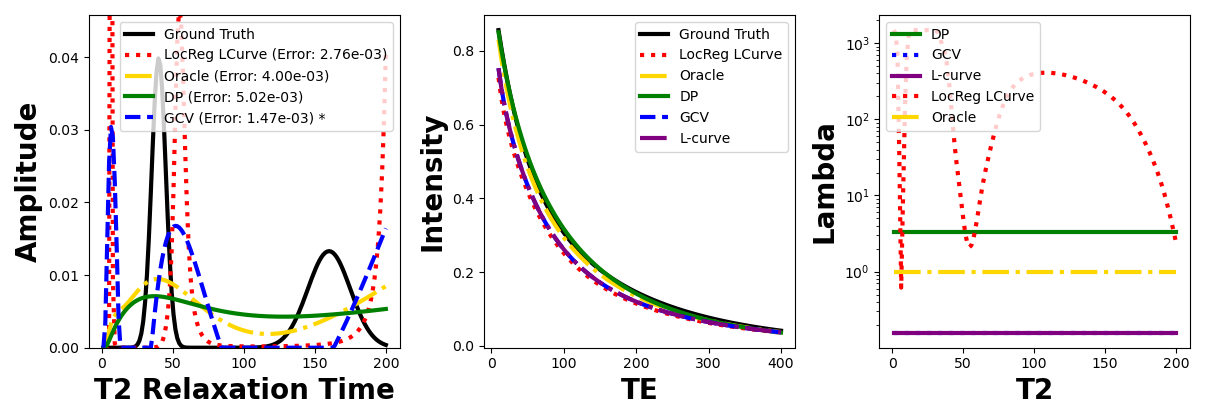 Amplitude
0.04
0.03
0.02
0.01
0.00
Ground Truth
LocReg LCurve (Error: 2.76e-03)
Oracle (Error: 4.00e-03)
DP (Error: 5.02e-03)
GCV (Error: 1.47e-03) *
0 50 100 150 200
T2 Relaxation Time
Intensity
0.8
0.6
0.4
0.2
0.0
Ground Truth
LocReg LCurve
Oracle
DP
GCV
L-curve
0 100 200 300 400
TE
Lambda
10³
10²
10¹
10⁰
DP
GCV
L-curve
LocReg LCurve
Oracle
0 50 100 150 200
T2